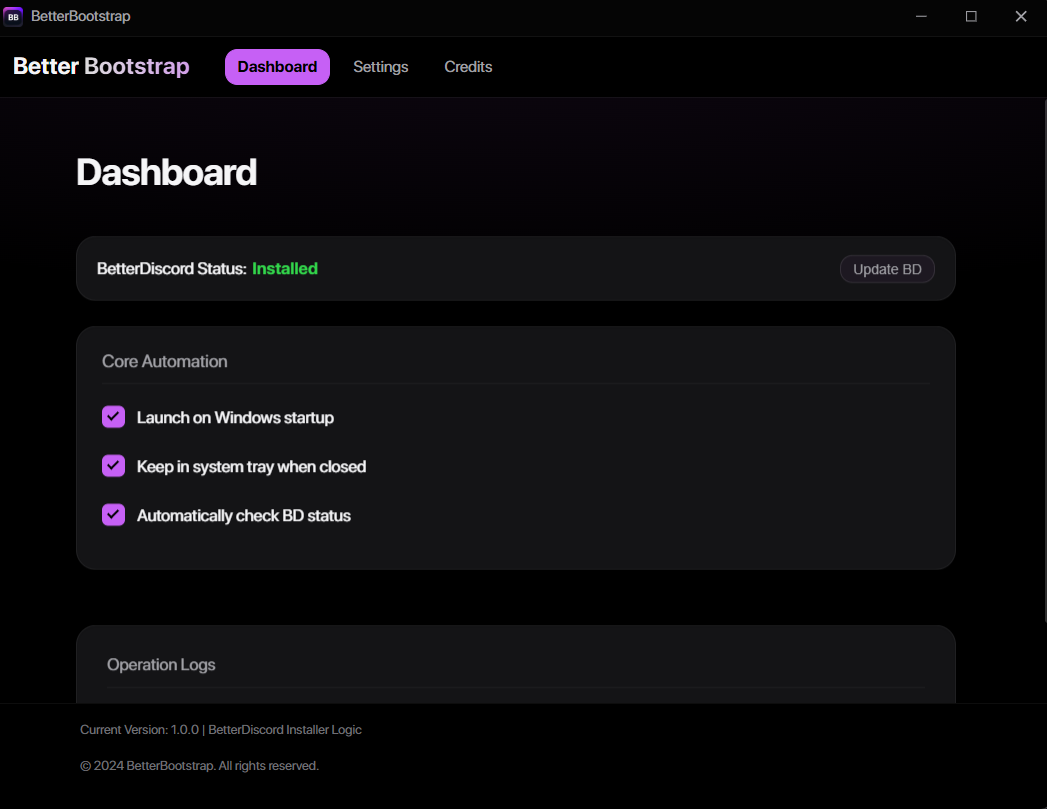 BB BetterBootstrap
Better Bootstrap Dashboard Settings Credits
Dashboard
BetterDiscord Status: Installed Update BD
Core Automation
Launch on Windows startup
Keep in system tray when closed
Automatically check BD status
Operation Logs
Current Version: 1.0.0 | BetterDiscord Installer Logic
© 2024 BetterBootstrap. All rights reserved.